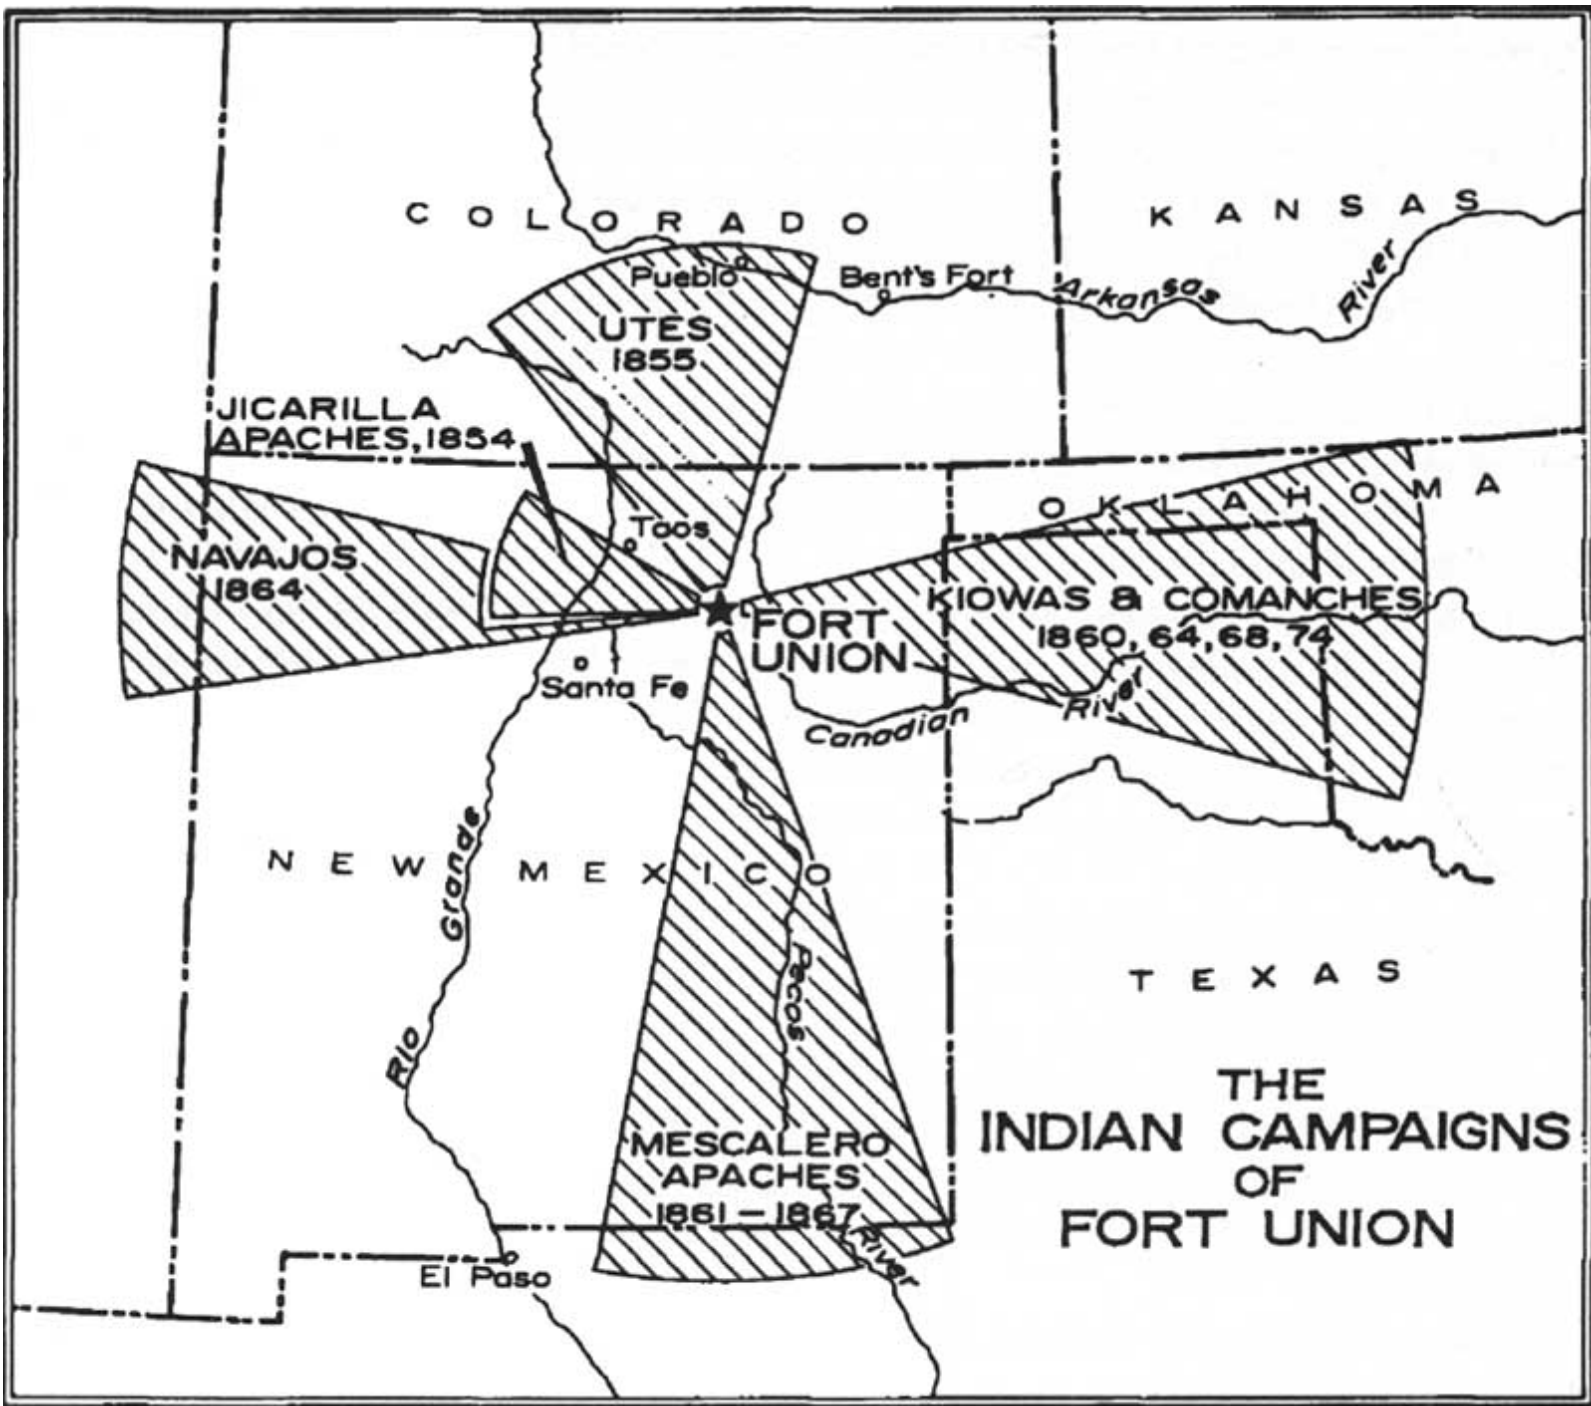 COLORADO
KANSAS
Pueblo
Bent's Fort
Arkansas
River
UTES
1855
JICARILLA
APACHES, 1854
OKLAHOMA
Taos
NAVAJOS
1864
KIOWAS & COMANCHES
1860, 64, 68, 74
FORT
UNION
Santa Fe
Canadian
River
Grande
NEW MEXICO
Pecos
TEXAS
Rio
THE
INDIAN CAMPAIGNS
OF
FORT UNION
MESCALERO
APACHES
1861 - 1867
River
El Paso